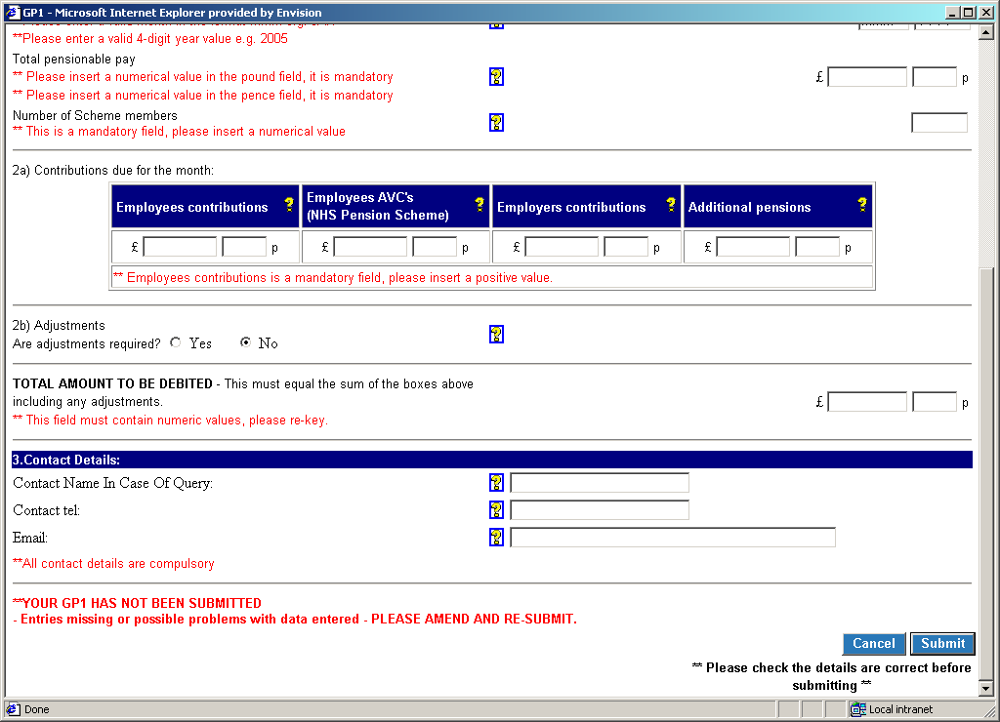 GP1 - Microsoft Internet Explorer provided by Envision
**Please enter a valid 4-digit year value e.g. 2005
Total pensionable pay
** Please insert a numerical value in the pound field, it is mandatory
£ p
** Please insert a numerical value in the pence field, it is mandatory
Number of Scheme members
** This is a mandatory field, please insert a numerical value
2a) Contributions due for the month:
Employees contributions ?
Employees AVC's
(NHS Pension Scheme) ?
Employers contributions ?
Additional pensions ?
£ p £ p £ p £ p
** Employees contributions is a mandatory field, please insert a positive value.
2b) Adjustments
Are adjustments required? Yes No
TOTAL AMOUNT TO BE DEBITED - This must equal the sum of the boxes above
including any adjustments.
£ p
** This field must contain numeric values, please re-key.
3.Contact Details:
Contact Name In Case Of Query: ?
Contact tel: ?
Email: ?
**All contact details are compulsory
**YOUR GP1 HAS NOT BEEN SUBMITTED
- Entries missing or possible problems with data entered - PLEASE AMEND AND RE-SUBMIT.
Cancel Submit
** Please check the details are correct before
submitting **
Done Local intranet